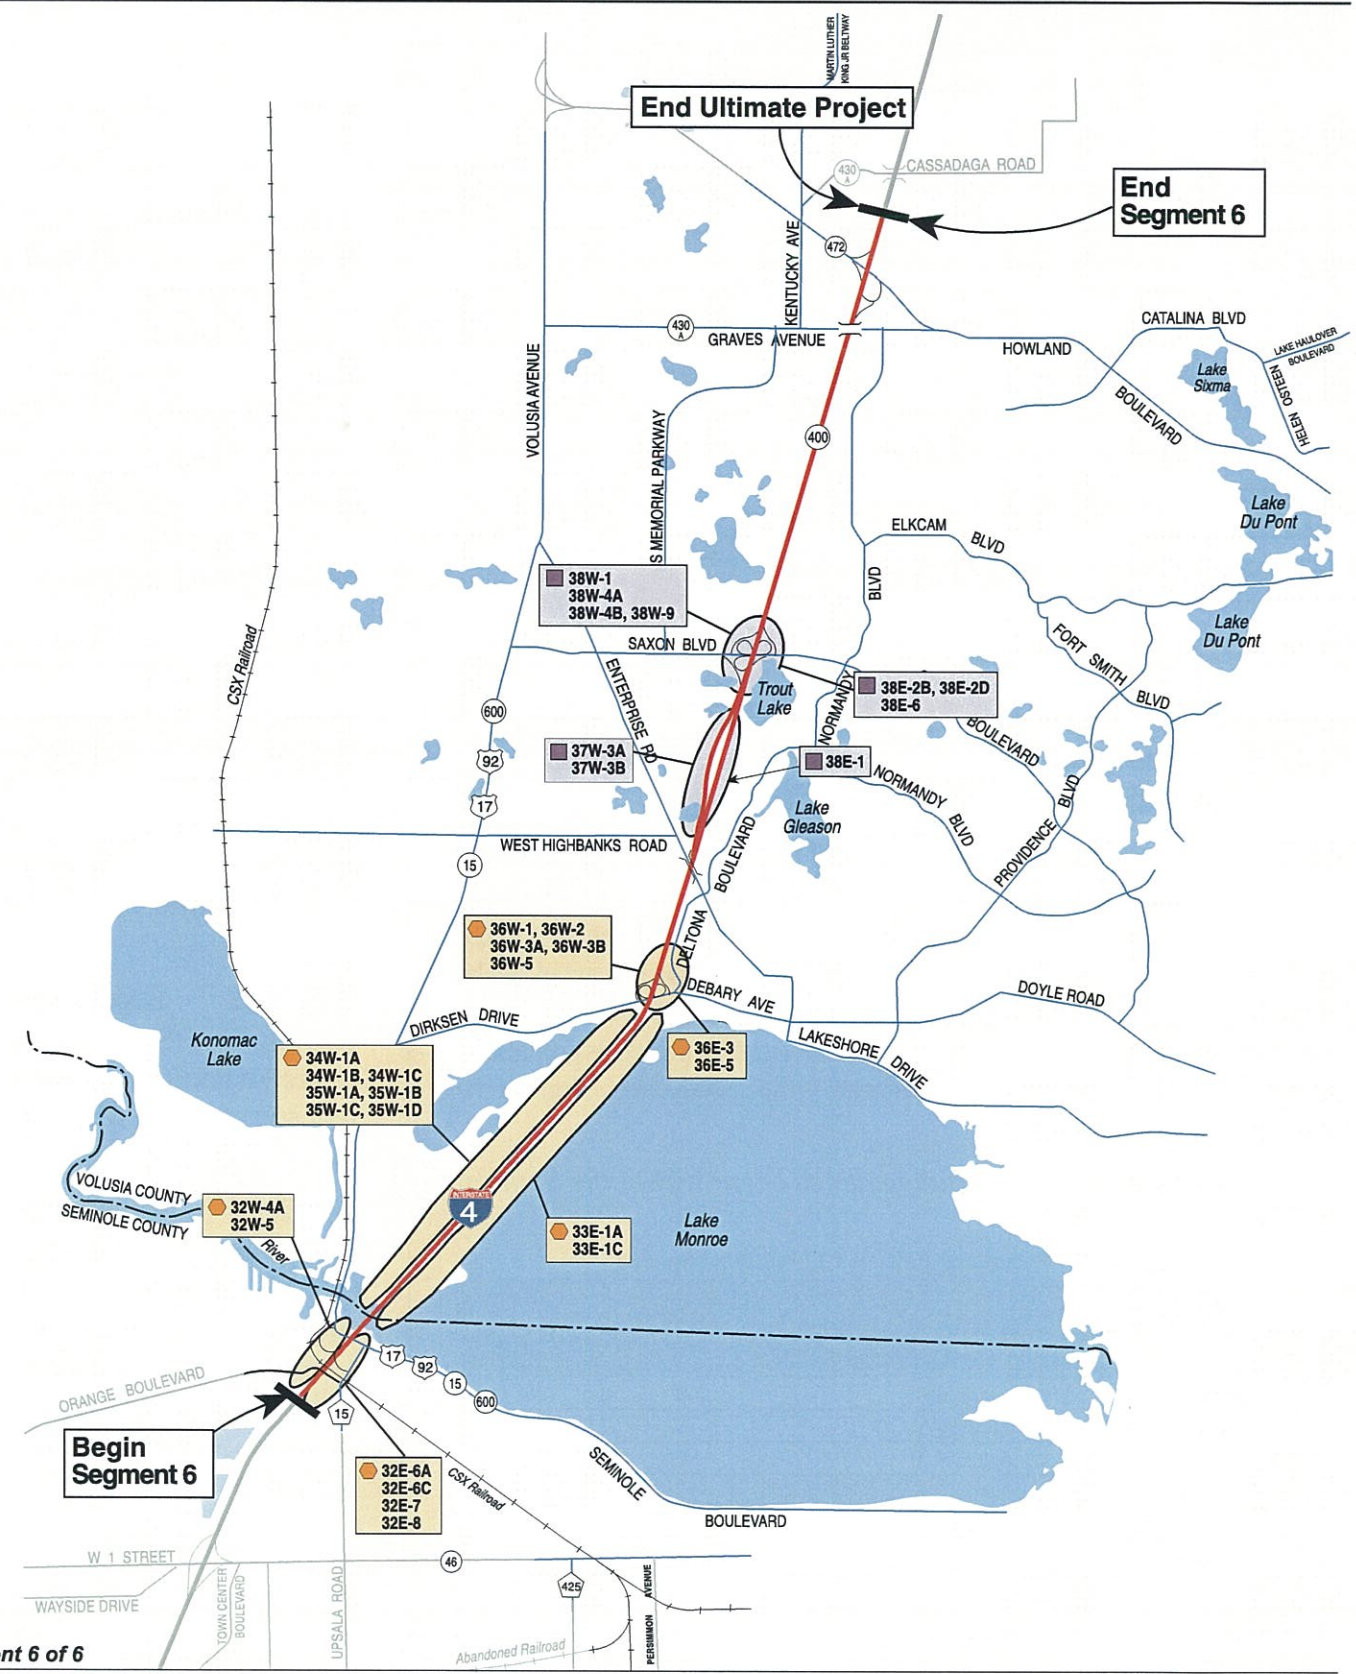 MARTIN LUTHER
KING JR BELTWAY
End Ultimate Project
430
A
CASSADAGA ROAD
End
Segment 6
KENTUCKY AVE
472
430
A
GRAVES AVENUE
CATALINA BLVD
LAKE HAULOVER
BOULEVARD
HOWLAND
BOULEVARD
Lake
Sixma
HELEN OSTEEN
VOLUSIA AVENUE
S MEMORIAL PARKWAY
400
Lake
Du Pont
ELKCAM
BLVD
BLVD
38W-1
38W-4A
38W-4B, 38W-9
SAXON BLVD
CSX Railroad
Lake
Du Pont
FORT SMITH
BLVD
ENTERPRISE RD
Trout
Lake
38E-2B, 38E-2D
38E-6
NORMANDY
BOULEVARD
600
92
17
37W-3A
37W-3B
38E-1
NORMANDY
BLVD
Lake
Gleason
PROVIDENCE
BLVD
WEST HIGHBANKS ROAD
BOULEVARD
15
36W-1, 36W-2
36W-3A, 36W-3B
36W-5
DELTONA
DEBARY AVE
DOYLE ROAD
DIRKSEN DRIVE
Konomac
Lake
LAKESHORE
DRIVE
36E-3
36E-5
34W-1A
34W-1B, 34W-1C
35W-1A, 35W-1B
35W-1C, 35W-1D
VOLUSIA COUNTY
SEMINOLE COUNTY
32W-4A
32W-5
River
INTERSTATE
4
33E-1A
33E-1C
Lake
Monroe
17
92
15
600
ORANGE BOULEVARD
15
Begin
Segment 6
32E-6A
32E-6C
32E-7
32E-8
CSX Railroad
SEMINOLE
BOULEVARD
W 1 STREET
46
WAYSIDE DRIVE
TOWN CENTER
BOULEVARD
UPSALA ROAD
425
PERSIMMON AVENUE
Abandoned Railroad
nt 6 of 6